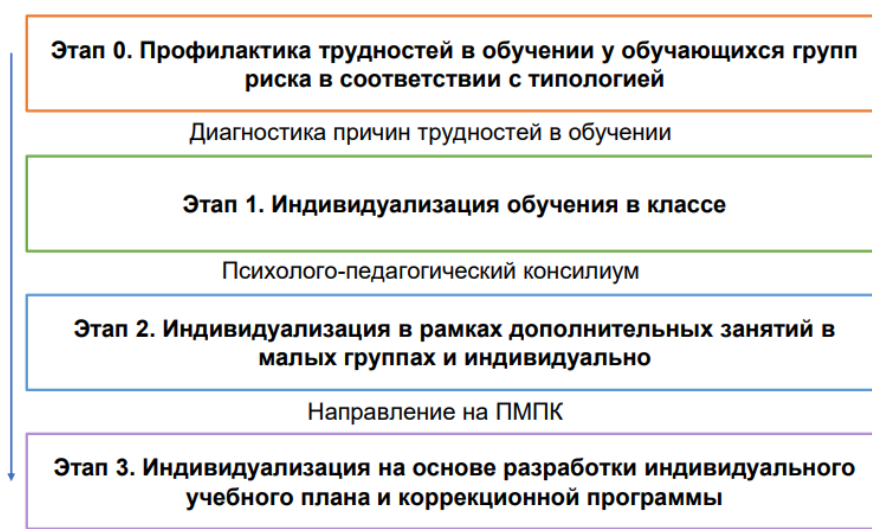 Этап 0. Профилактика трудностей в обучении у обучающихся групп
риска в соответствии с типологией
Диагностика причин трудностей в обучении
Этап 1. Индивидуализация обучения в классе
Психолого-педагогический консилиум
Этап 2. Индивидуализация в рамках дополнительных занятий в
малых группах и индивидуально
Направление на ПМПК
Этап 3. Индивидуализация на основе разработки индивидуального
учебного плана и коррекционной программы